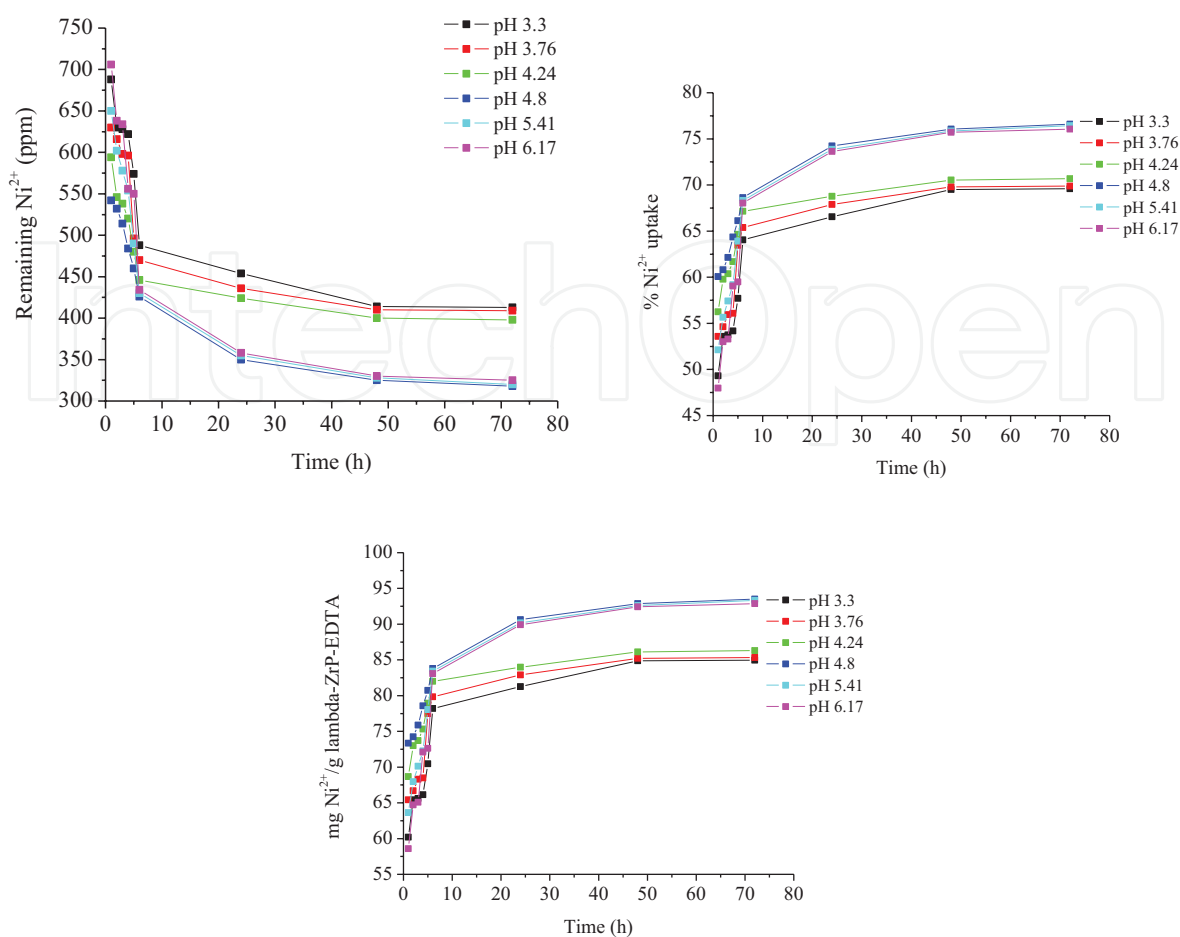 750
700
650
600
550
500
450
400
350
300
Remaining Ni²⁺ (ppm)
0 10 20 30 40 50 60 70 80
Time (h)
pH 3.3
pH 3.76
pH 4.24
pH 4.8
pH 5.41
pH 6.17
80
75
70
65
60
55
50
45
% Ni²⁺ uptake
0 10 20 30 40 50 60 70 80
Time (h)
pH 3.3
pH 3.76
pH 4.24
pH 4.8
pH 5.41
pH 6.17
IntechOpen
100
95
90
85
80
75
70
65
60
55
mg Ni²⁺/g lambda-ZrP-EDTA
0 10 20 30 40 50 60 70 80
Time (h)
pH 3.3
pH 3.76
pH 4.24
pH 4.8
pH 5.41
pH 6.17